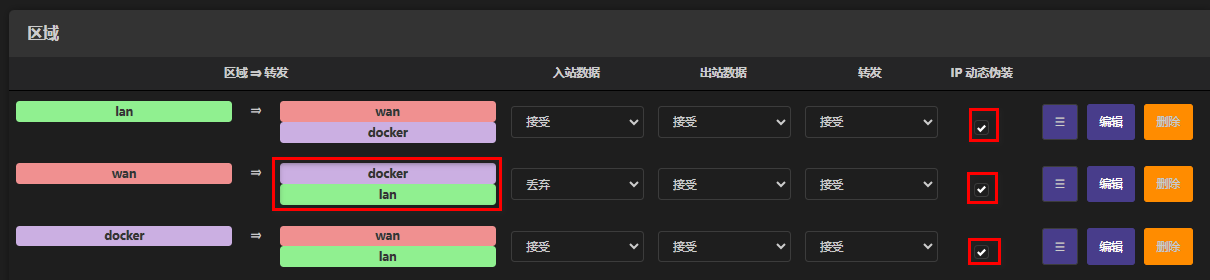 区域
区域 ⇒ 转发 入站数据 出站数据 转发 IP 动态伪装
lan ⇒ wan 接受 接受 接受 ☰ 编辑 删除
docker
wan ⇒ docker 丢弃 接受 接受 ☰ 编辑 删除
lan
docker ⇒ wan 接受 接受 接受 ☰ 编辑 删除
lan